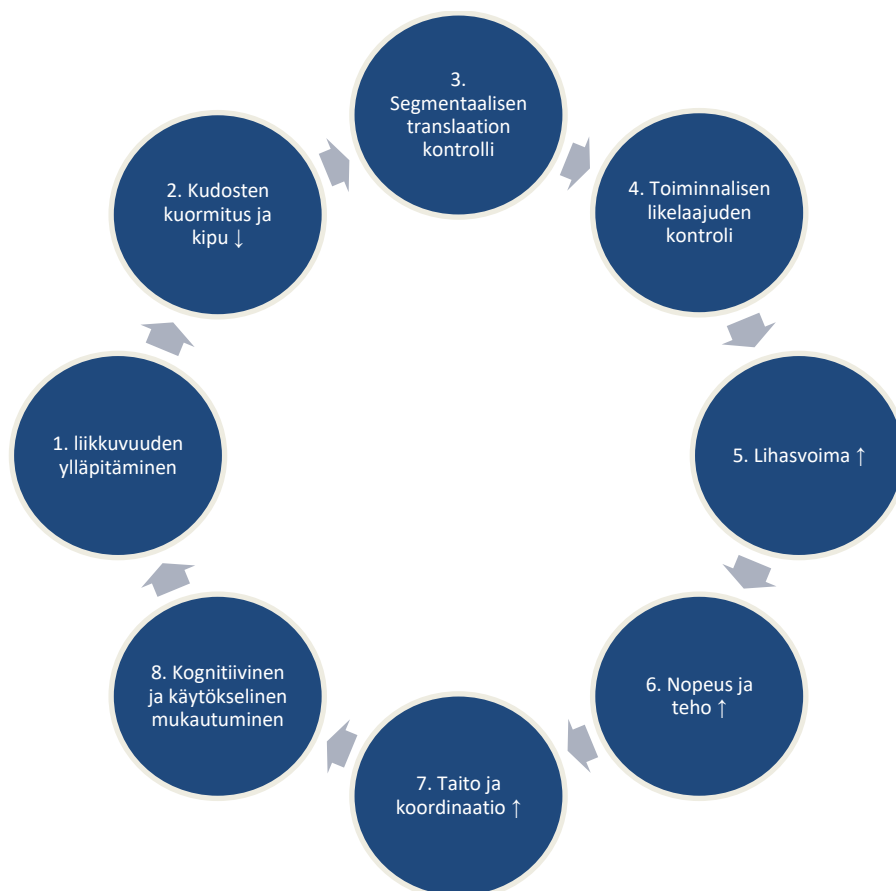 1. liikkuvuuden
ylläpitäminen
2. Kudosten
kuormitus ja
kipu ↓
3.
Segmentaalisen
translaation
kontrolli
4. Toiminnalisen
likelaajuden
kontroli
5. Lihasvoima ↑
6. Nopeus ja
teho ↑
7. Taito ja
koordinaatio ↑
8. Kognitiivinen
ja käytökselinen
mukautuminen